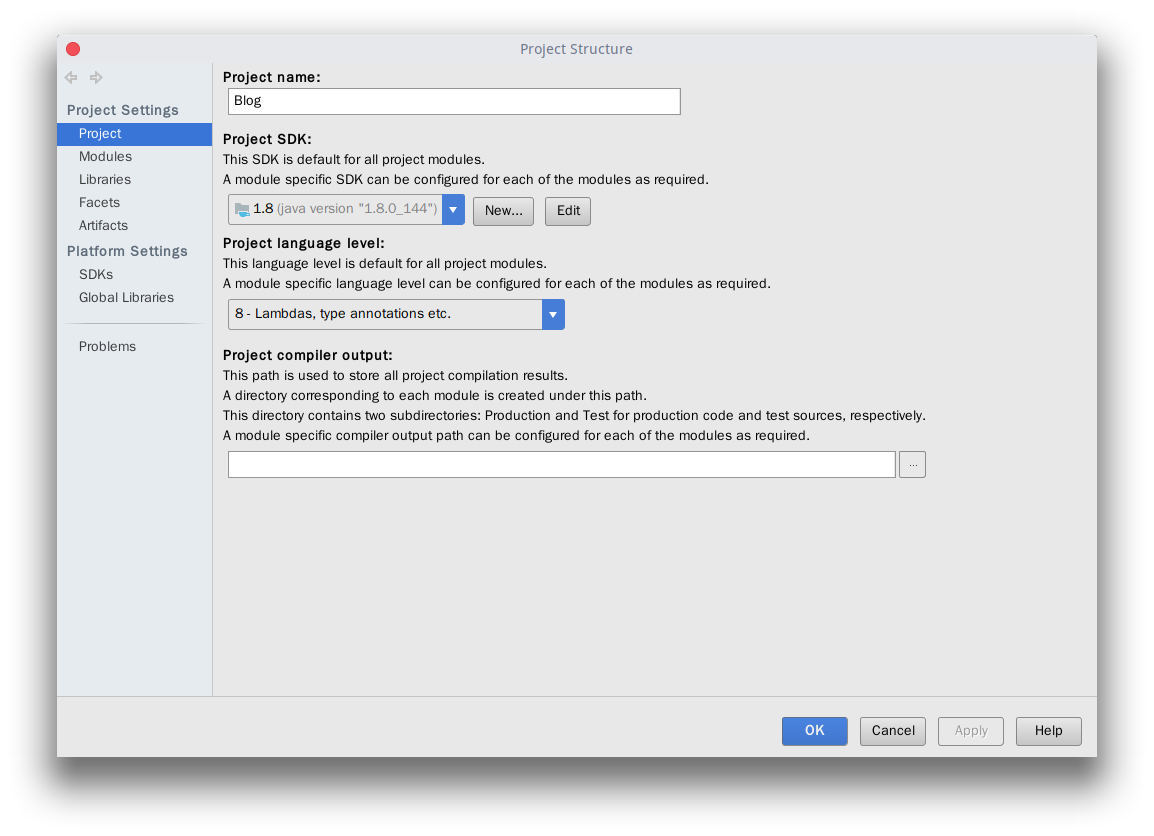 Project Structure
Project Settings
Project
Modules
Libraries
Facets
Artifacts
Platform Settings
SDKs
Global Libraries
Problems
Project name:
Blog
Project SDK:
This SDK is default for all project modules.
A module specific SDK can be configured for each of the modules as required.
1.8 (java version "1.8.0_144") New... Edit
Project language level:
This language level is default for all project modules.
A module specific language level can be configured for each of the modules as required.
8 - Lambdas, type annotations etc.
Project compiler output:
This path is used to store all project compilation results.
A directory corresponding to each module is created under this path.
This directory contains two subdirectories: Production and Test for production code and test sources, respectively.
A module specific compiler output path can be configured for each of the modules as required.
...
OK Cancel Apply Help